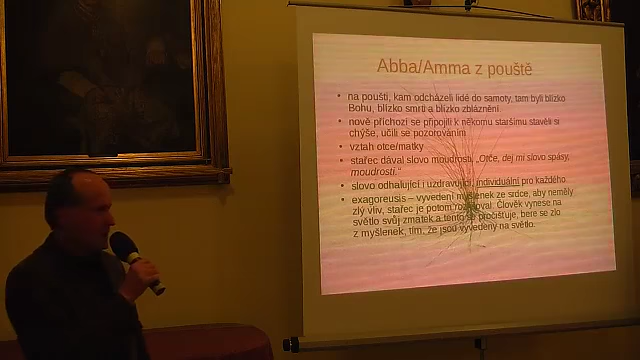 Abba/Amma z pouště
• na poušti, kam odcházeli lidé do samoty, tam byli blízko
Bohu, blízko smrti a blízko zbláznění.
• nově příchozí se připojili k někomu staršímu stavěli si
chýše, učili se pozorováním
• vztah otce/matky
• stařec dával slovo moudrosti „Otče, dej mi slovo spásy,
moudrosti."
• slovo odhalující i uzdravující, individuální pro každého
• exagoreusis – vyvedení myšlenek ze srdce, aby neměly
zlý vliv, stařec je potom Člověk vynese na
světlo svůj zmatek a tento se pročišťuje, bere se zlo
z myšlenek, tím, že jsou vyvedeny na světlo.